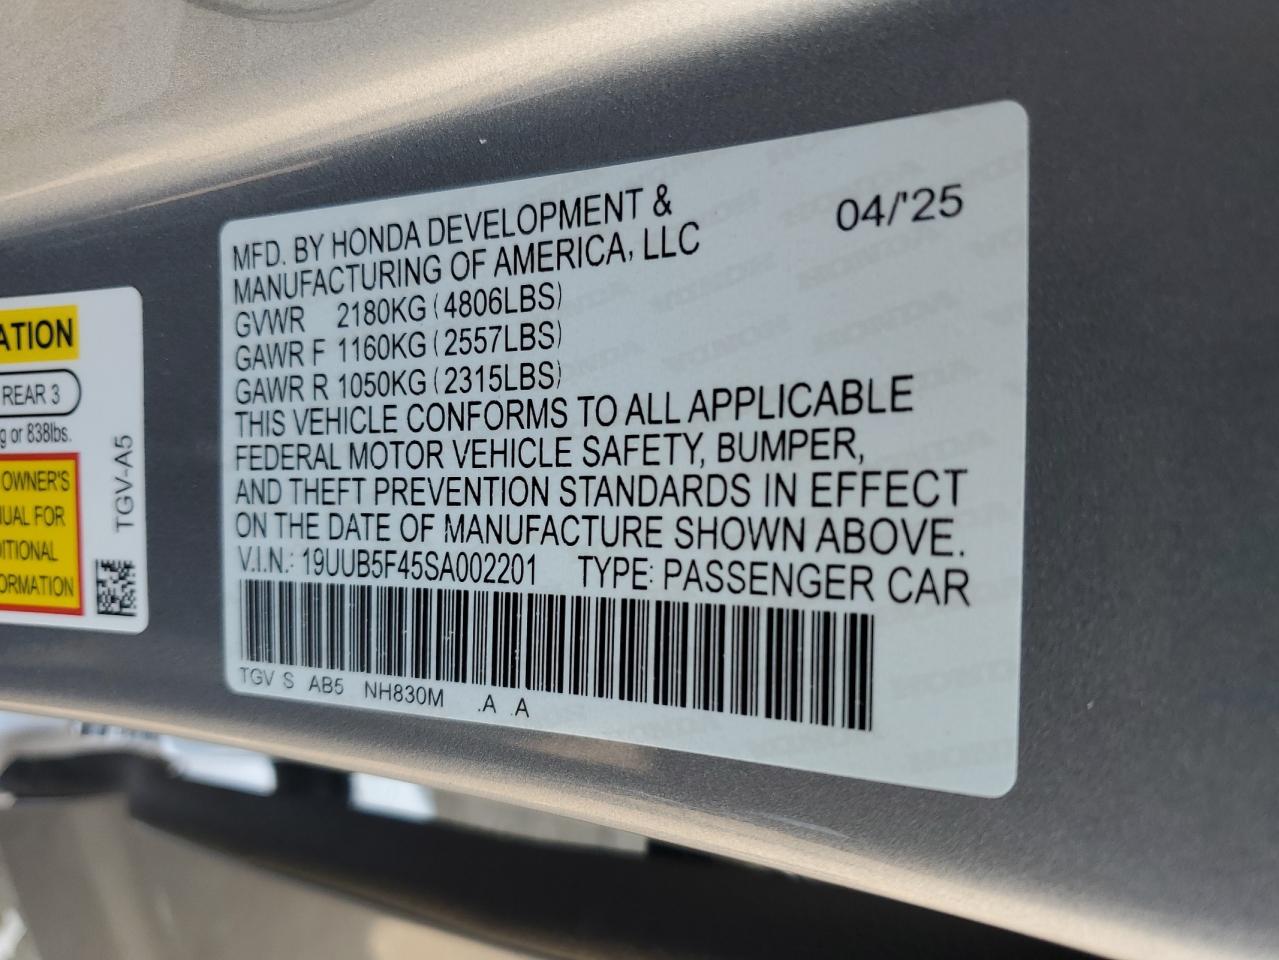 ATION
REAR 3
g or 838lbs.
OWNER'S
UAL FOR
ITIONAL
ORMATION
TGV-A5
MFD. BY HONDA DEVELOPMENT &
MANUFACTURING OF AMERICA, LLC
04/'25
GVWR 2180KG (4806LBS)
GAWR F 1160KG (2557LBS)
GAWR R 1050KG (2315LBS)
THIS VEHICLE CONFORMS TO ALL APPLICABLE
FEDERAL MOTOR VEHICLE SAFETY, BUMPER,
AND THEFT PREVENTION STANDARDS IN EFFECT
ON THE DATE OF MANUFACTURE SHOWN ABOVE.
V.I.N.: 19UUB5F45SA002201 TYPE: PASSENGER CAR
TGV S AB5 NH830M .A .A